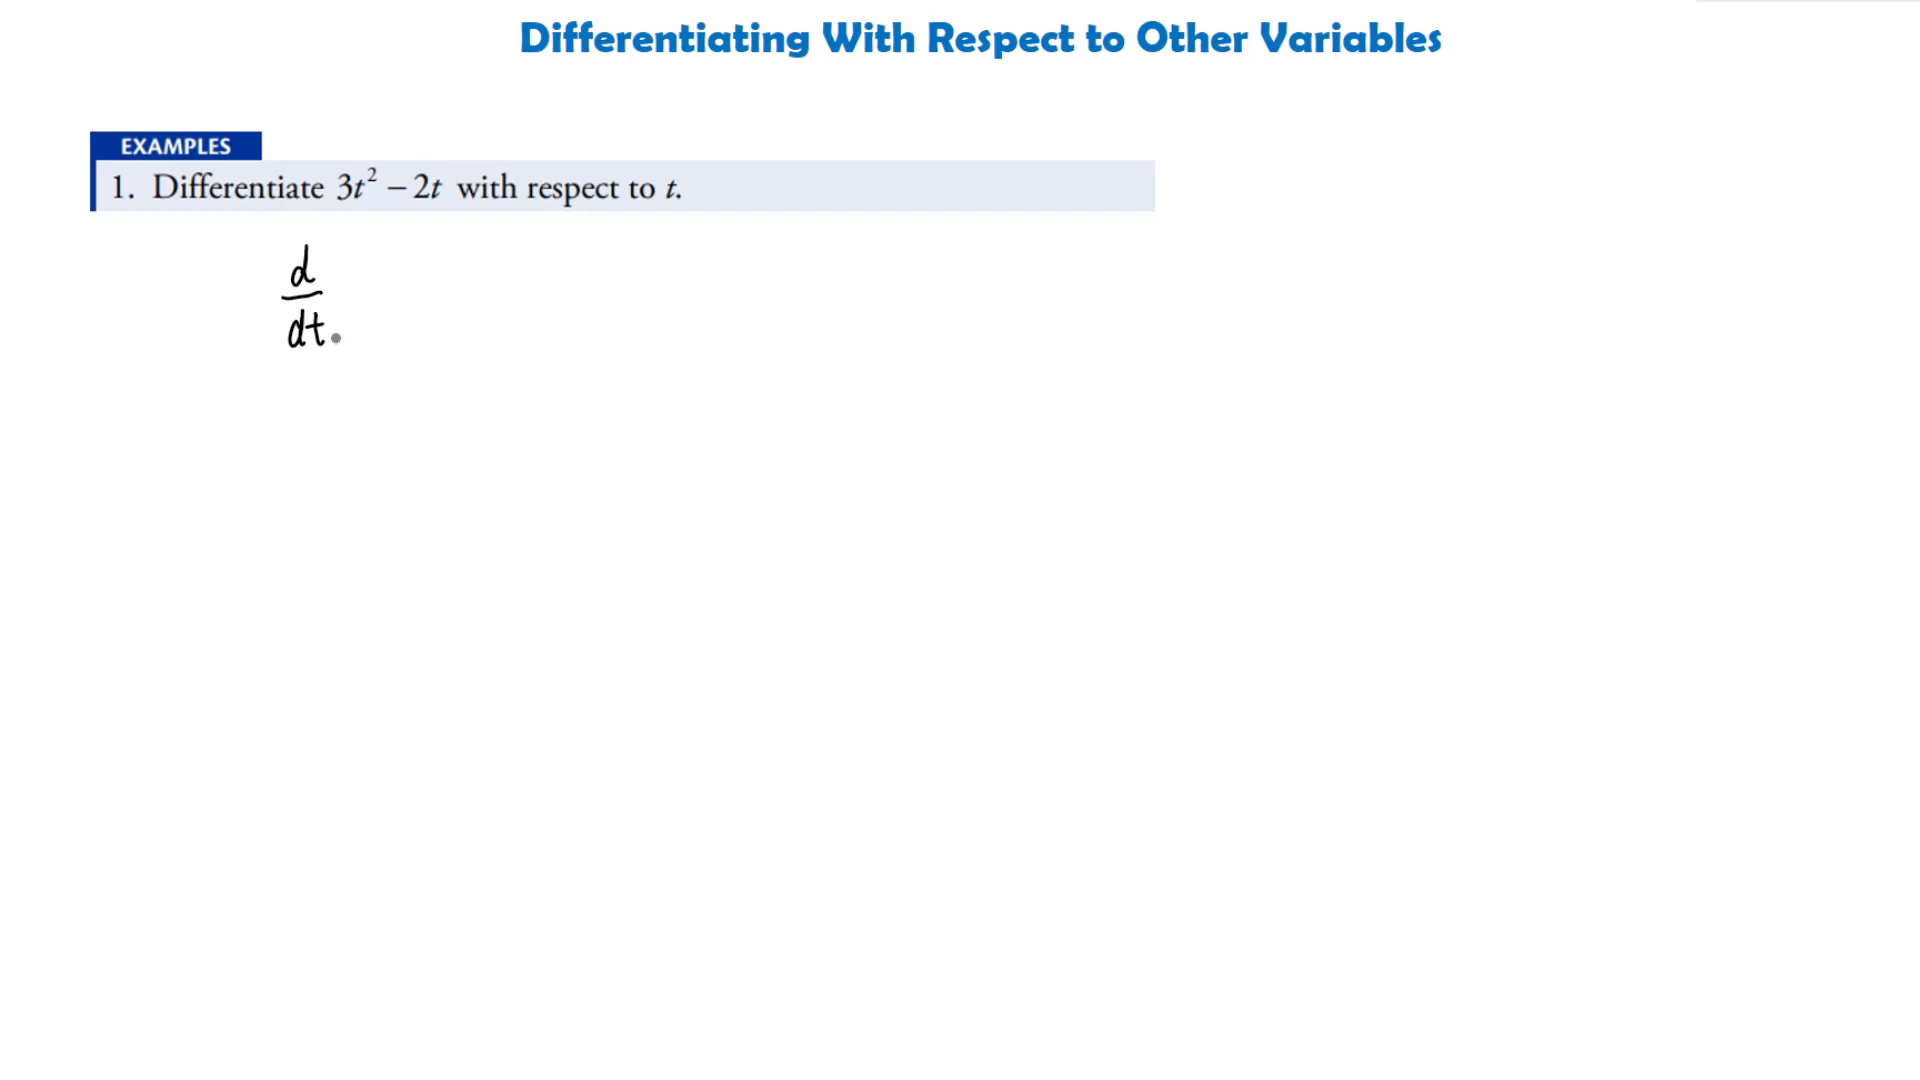 Differentiating With Respect to Other Variables
EXAMPLES
1. Differentiate 3t² − 2t with respect to t.
d
dt